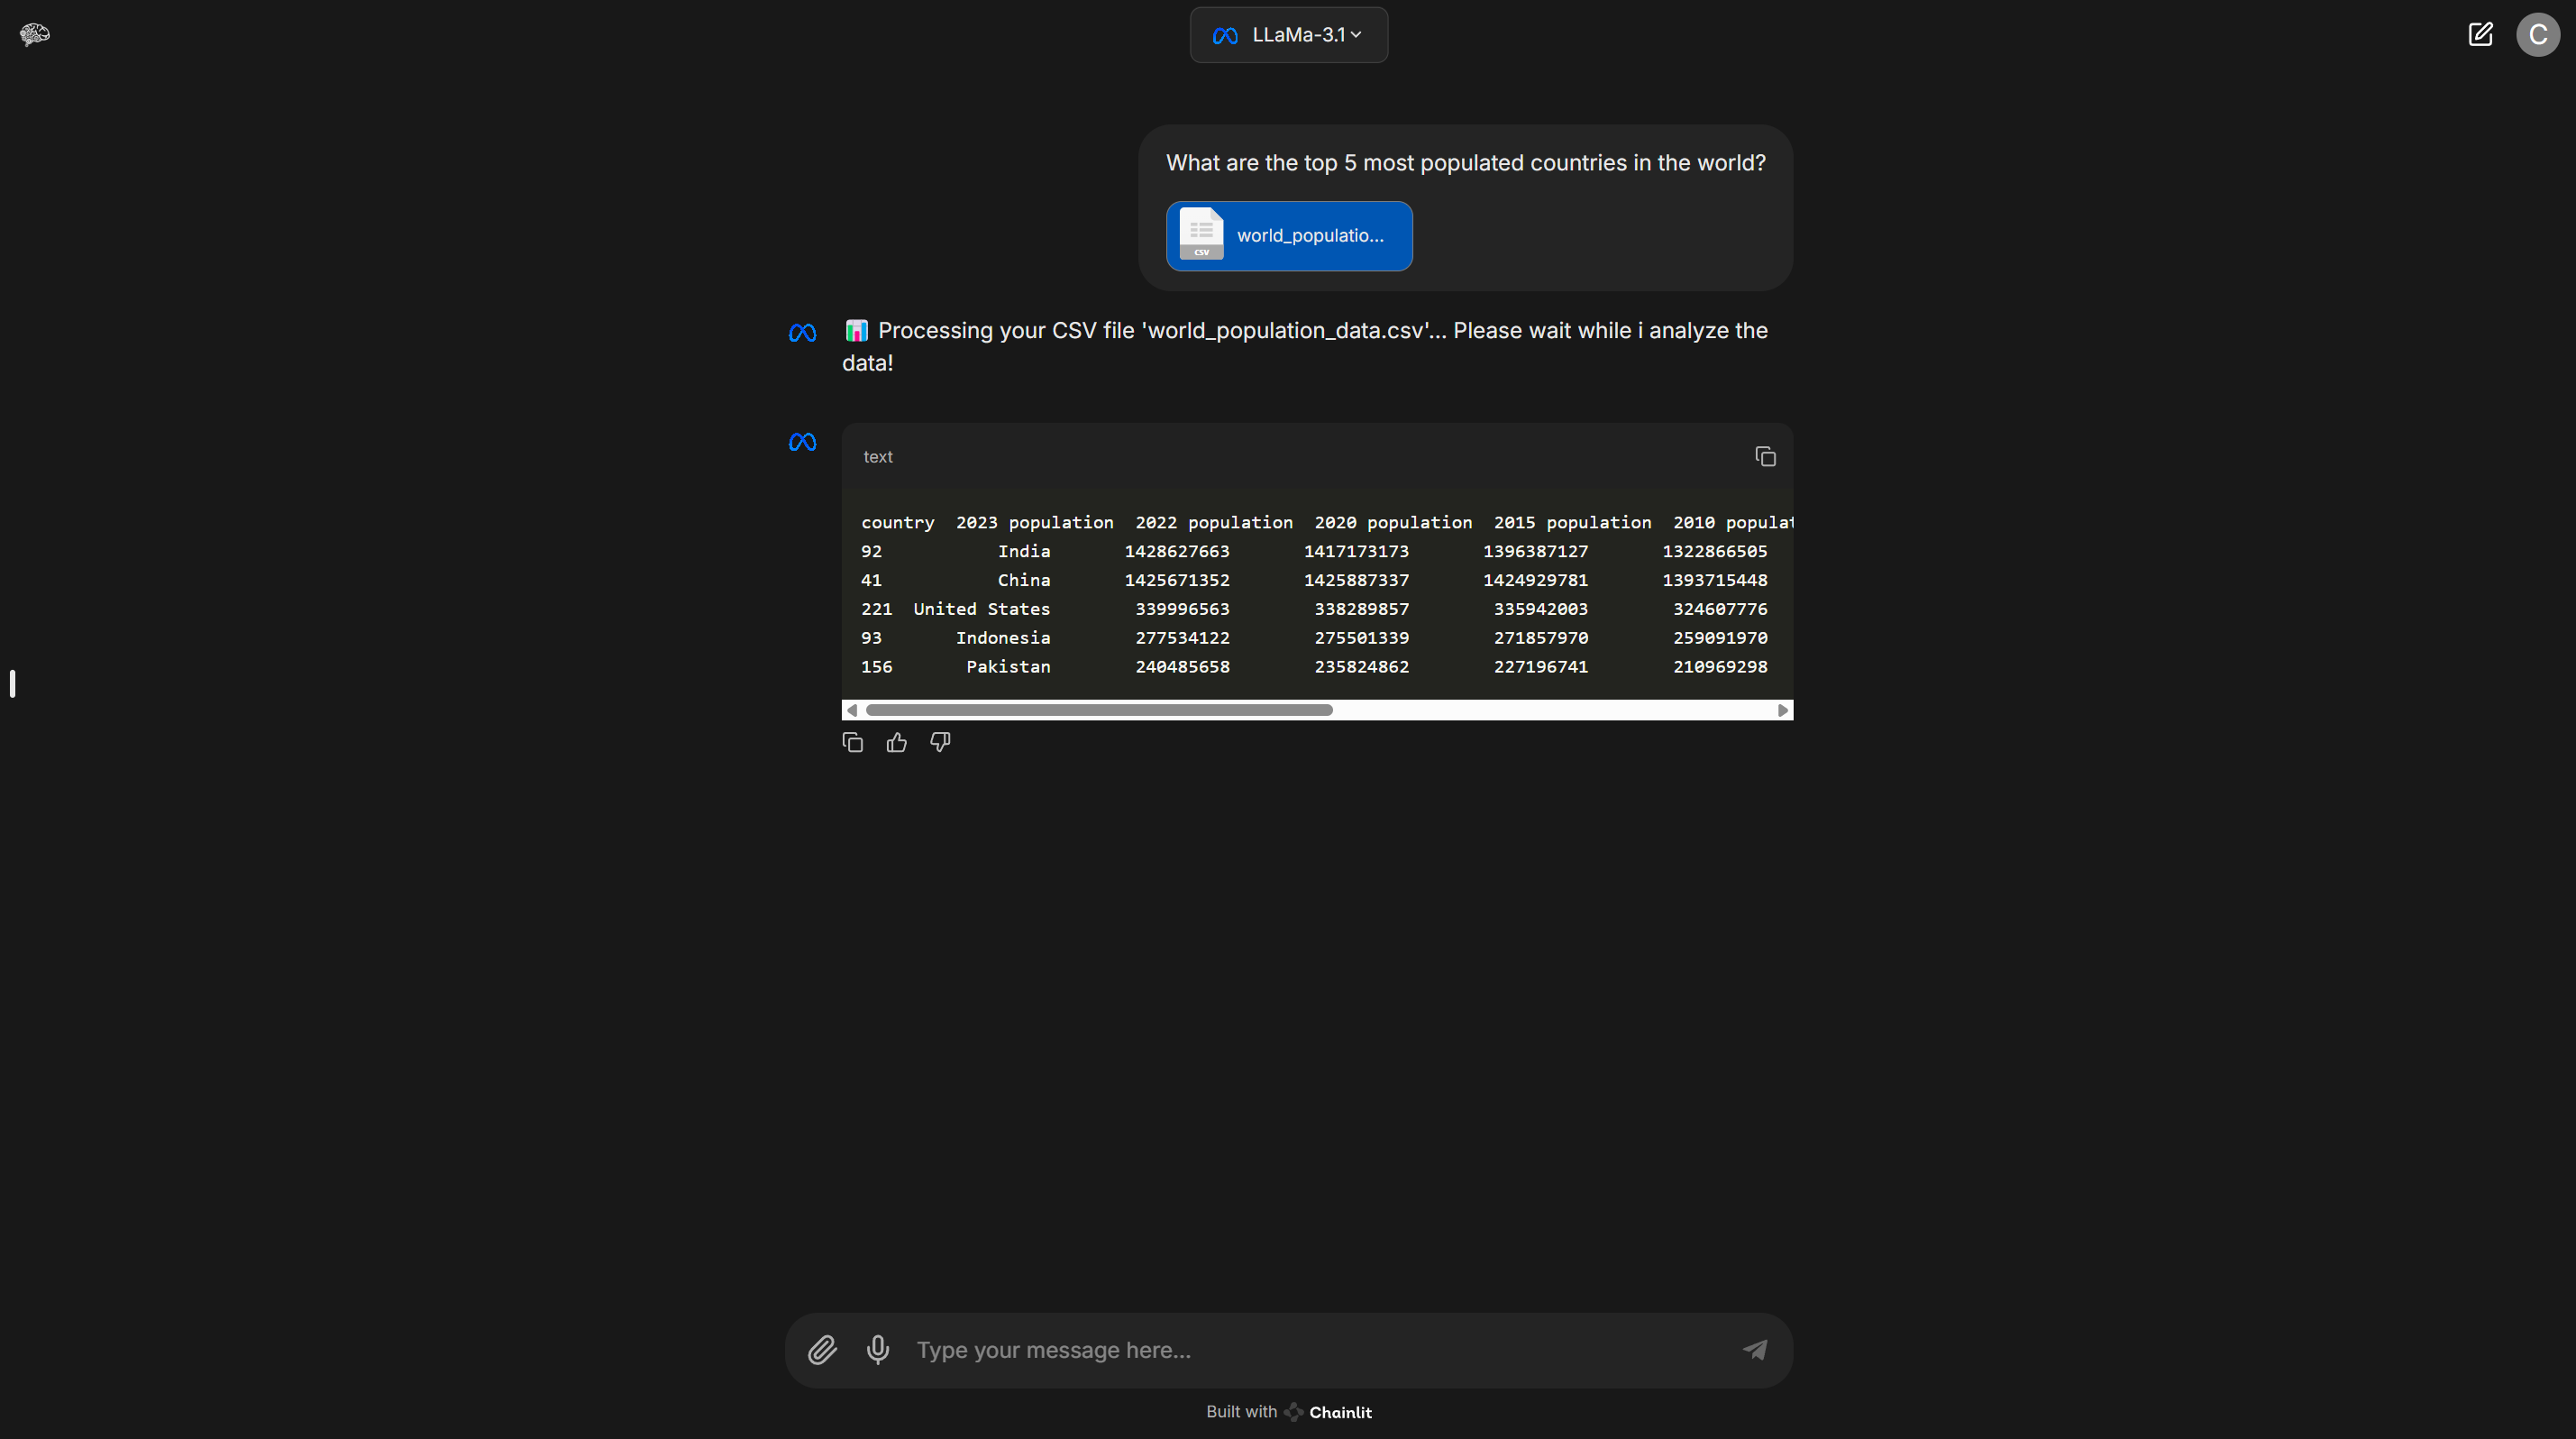 LLaMa-3.1
C
What are the top 5 most populated countries in the world?
CSV
world_populatio...
📊 Processing your CSV file 'world_population_data.csv'... Please wait while i analyze the
data!
text
country  2023 population  2022 population  2020 population  2015 population  2010 populat
92           India       1428627663       1417173173       1396387127       1322866505
41           China       1425671352       1425887337       1424929781       1393715448
221  United States        339996563        338289857        335942003        324607776
93       Indonesia        277534122        275501339        271857970        259091970
156       Pakistan        240485658        235824862        227196741        210969298
Type your message here...
Built with Chainlit